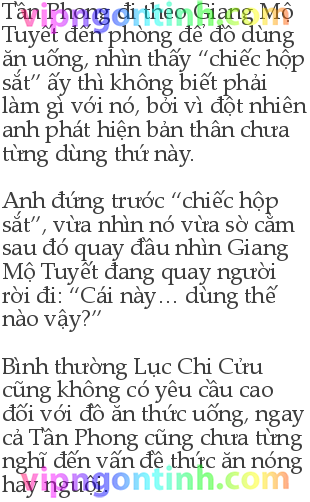 Tần Phong đi theo Giang Mộ
Tuyết đến phòng để đồ dùng
ăn uống, nhìn thấy “chiếc hộp
sắt” ấy thì không biết phải
làm gì với nó, bởi vì đột nhiên
anh phát hiện bản thân chưa
từng dùng thứ này.
Anh đứng trước “chiếc hộp
sắt”, vừa nhìn nó vừa sờ cằm
sau đó quay đầu nhìn Giang
Mộ Tuyết đang quay người
rời đi: “Cái này… dùng thế
nào vậy?”
Bình thường Lục Chi Cửu
cũng không có yêu cầu cao
đối với đồ ăn thức uống, ngay
cả Tần Phong cũng chưa từng
nghĩ đến vấn đề thức ăn nóng
hay nguội.
vipngontinh.com
vipngontinh.com